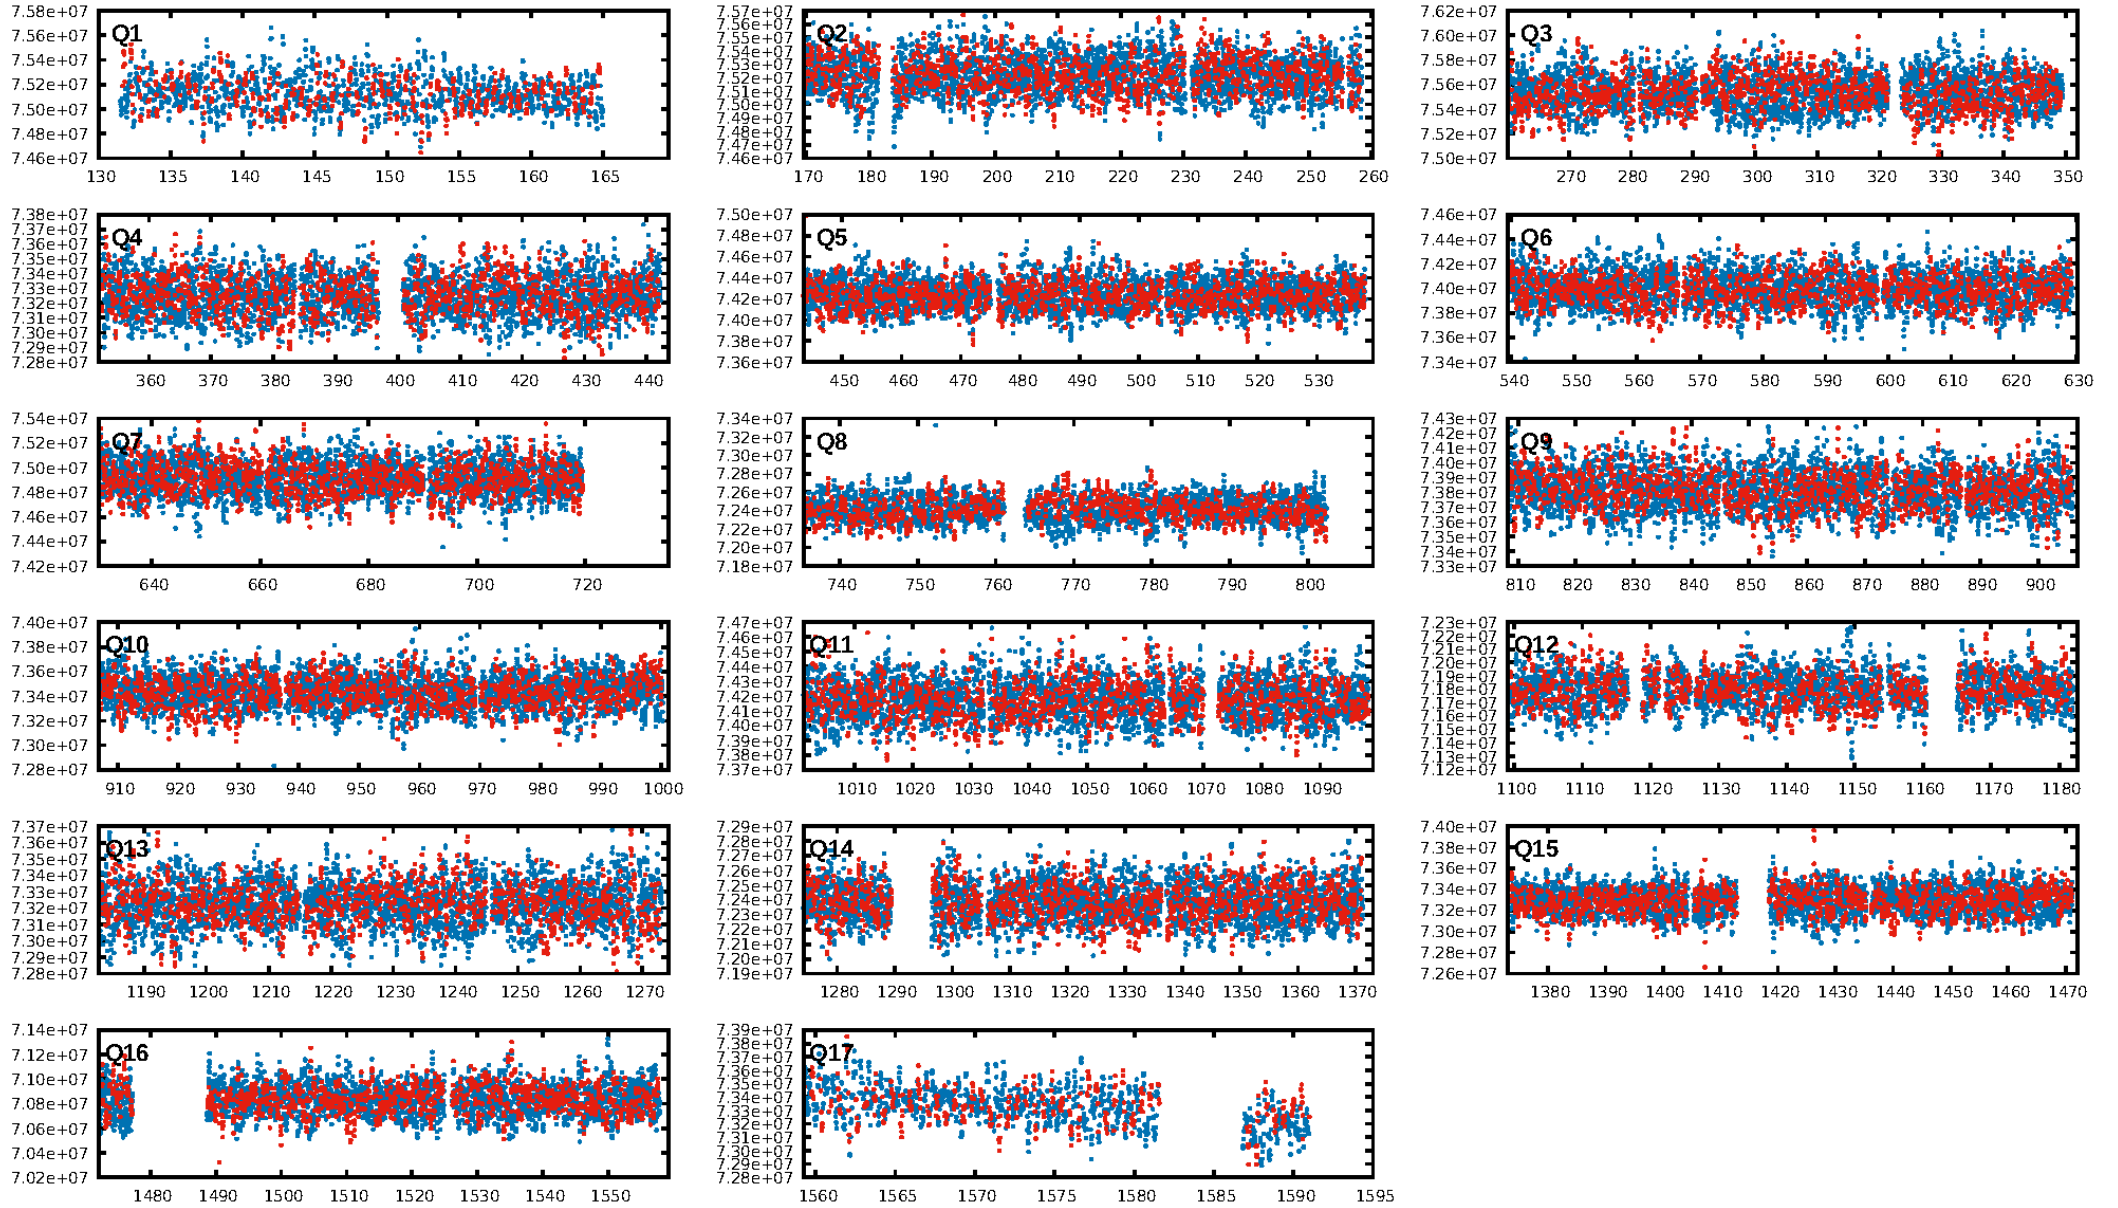 7.58e+07
7.56e+07
7.54e+07
7.52e+07
7.50e+07
7.48e+07
7.46e+07
Q1
130 135 140 145 150 155 160 165
7.57e+07
7.56e+07
7.55e+07
7.54e+07
7.53e+07
7.52e+07
7.51e+07
7.50e+07
7.49e+07
7.48e+07
7.47e+07
7.46e+07
Q2
170 180 190 200 210 220 230 240 250 260
7.62e+07
7.60e+07
7.58e+07
7.56e+07
7.54e+07
7.52e+07
7.50e+07
Q3
270 280 290 300 310 320 330 340 350
7.38e+07
7.37e+07
7.36e+07
7.35e+07
7.34e+07
7.33e+07
7.32e+07
7.31e+07
7.30e+07
7.29e+07
7.28e+07
Q4
360 370 380 390 400 410 420 430 440
7.50e+07
7.48e+07
7.46e+07
7.44e+07
7.42e+07
7.40e+07
7.38e+07
7.36e+07
Q5
450 460 470 480 490 500 510 520 530
7.46e+07
7.44e+07
7.42e+07
7.40e+07
7.38e+07
7.36e+07
7.34e+07
Q6
540 550 560 570 580 590 600 610 620 630
7.54e+07
7.52e+07
7.50e+07
7.48e+07
7.46e+07
7.44e+07
7.42e+07
Q7
640 660 680 700 720
7.34e+07
7.32e+07
7.30e+07
7.28e+07
7.26e+07
7.24e+07
7.22e+07
7.20e+07
7.18e+07
Q8
740 750 760 770 780 790 800
7.43e+07
7.42e+07
7.41e+07
7.40e+07
7.39e+07
7.38e+07
7.37e+07
7.36e+07
7.35e+07
7.34e+07
7.33e+07
Q9
810 820 830 840 850 860 870 880 890 900
7.40e+07
7.38e+07
7.36e+07
7.34e+07
7.32e+07
7.30e+07
7.28e+07
Q10
910 920 930 940 950 960 970 980 990 1000
7.47e+07
7.46e+07
7.45e+07
7.44e+07
7.43e+07
7.42e+07
7.41e+07
7.40e+07
7.39e+07
7.38e+07
7.37e+07
Q11
1010 1020 1030 1040 1050 1060 1070 1080 1090
7.23e+07
7.22e+07
7.21e+07
7.20e+07
7.19e+07
7.18e+07
7.17e+07
7.16e+07
7.15e+07
7.14e+07
7.13e+07
7.12e+07
Q12
1100 1110 1120 1130 1140 1150 1160 1170 1180
7.37e+07
7.36e+07
7.35e+07
7.34e+07
7.33e+07
7.32e+07
7.31e+07
7.30e+07
7.29e+07
7.28e+07
Q13
1190 1200 1210 1220 1230 1240 1250 1260 1270
7.29e+07
7.28e+07
7.27e+07
7.26e+07
7.25e+07
7.24e+07
7.23e+07
7.22e+07
7.21e+07
7.20e+07
7.19e+07
Q14
1280 1290 1300 1310 1320 1330 1340 1350 1360 1370
7.40e+07
7.38e+07
7.36e+07
7.34e+07
7.32e+07
7.30e+07
7.28e+07
7.26e+07
Q15
1380 1390 1400 1410 1420 1430 1440 1450 1460 1470
7.14e+07
7.12e+07
7.10e+07
7.08e+07
7.06e+07
7.04e+07
7.02e+07
Q16
1480 1490 1500 1510 1520 1530 1540 1550
7.39e+07
7.38e+07
7.37e+07
7.36e+07
7.35e+07
7.34e+07
7.33e+07
7.32e+07
7.31e+07
7.30e+07
7.29e+07
7.28e+07
Q17
1560 1565 1570 1575 1580 1585 1590 1595